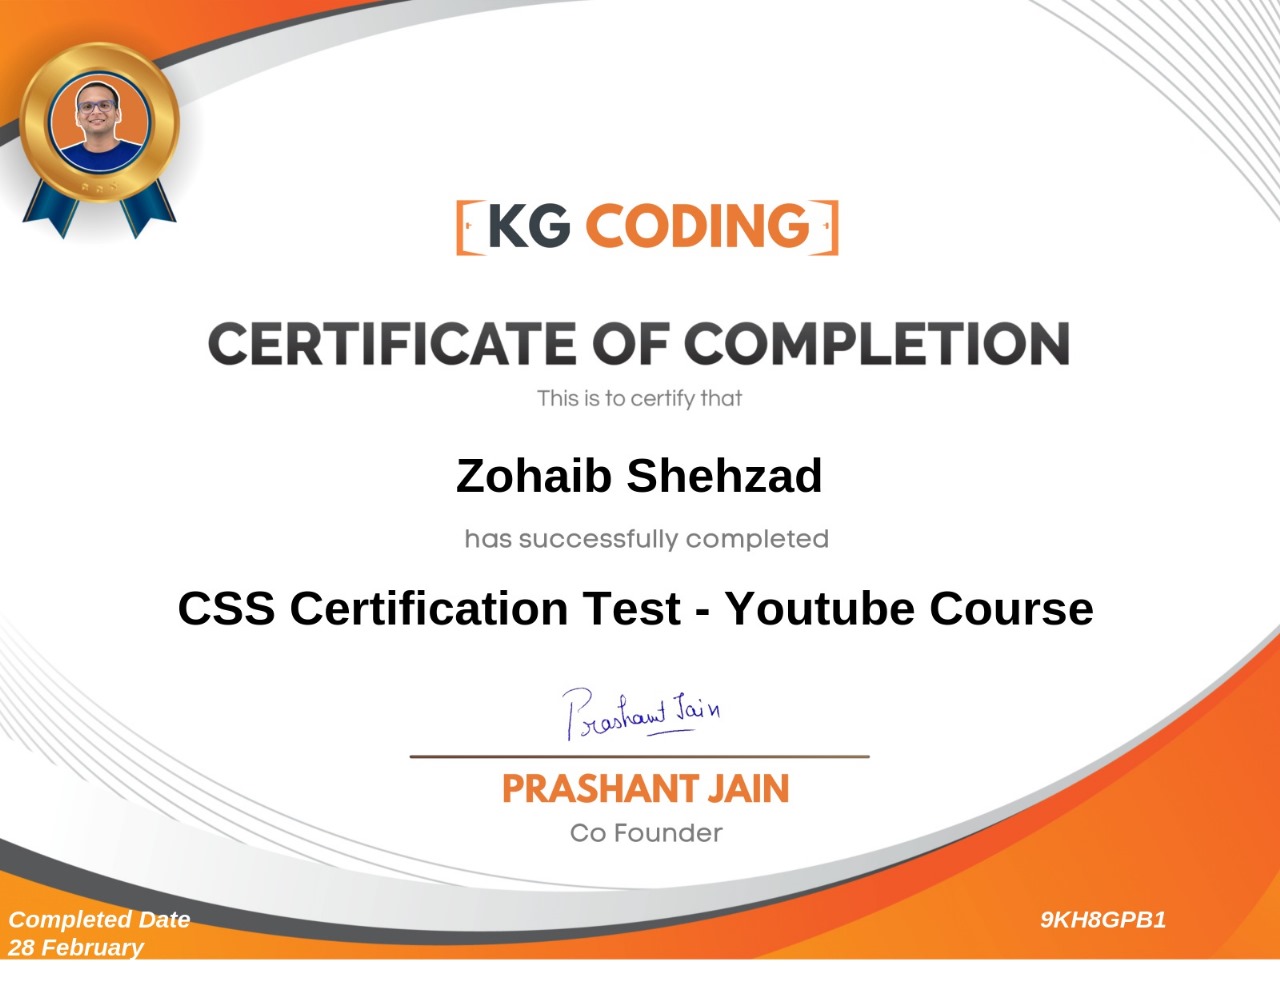 KG CODING
CERTIFICATE OF COMPLETION
This is to certify that
Zohaib Shehzad
has successfully completed
CSS Certification Test - Youtube Course
Prashant Jain
PRASHANT JAIN
Co Founder
Completed Date
28 February
9KH8GPB1